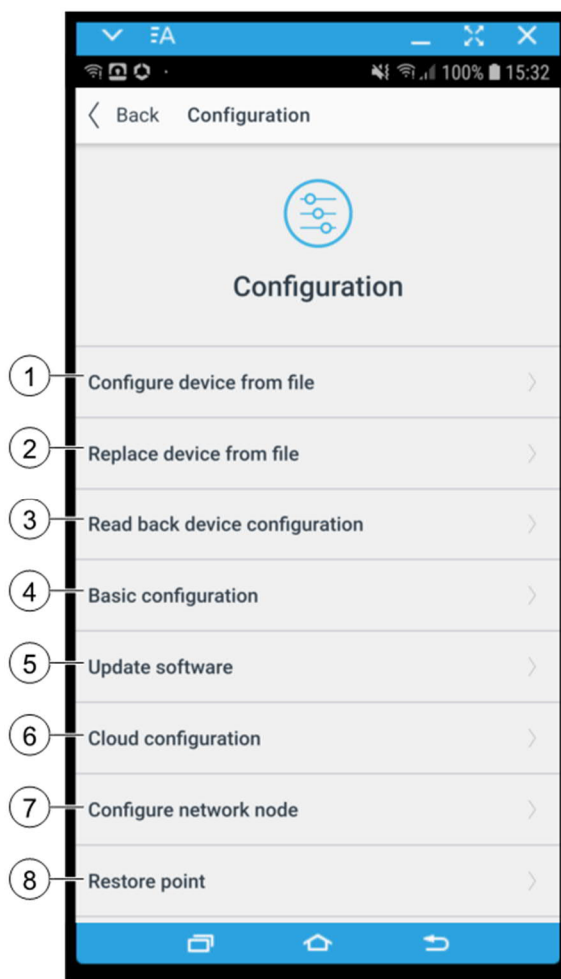 ΞA
100% 15:32
Back Configuration
Configuration
1 Configure device from file
2 Replace device from file
3 Read back device configuration
4 Basic configuration
5 Update software
6 Cloud configuration
7 Configure network node
8 Restore point